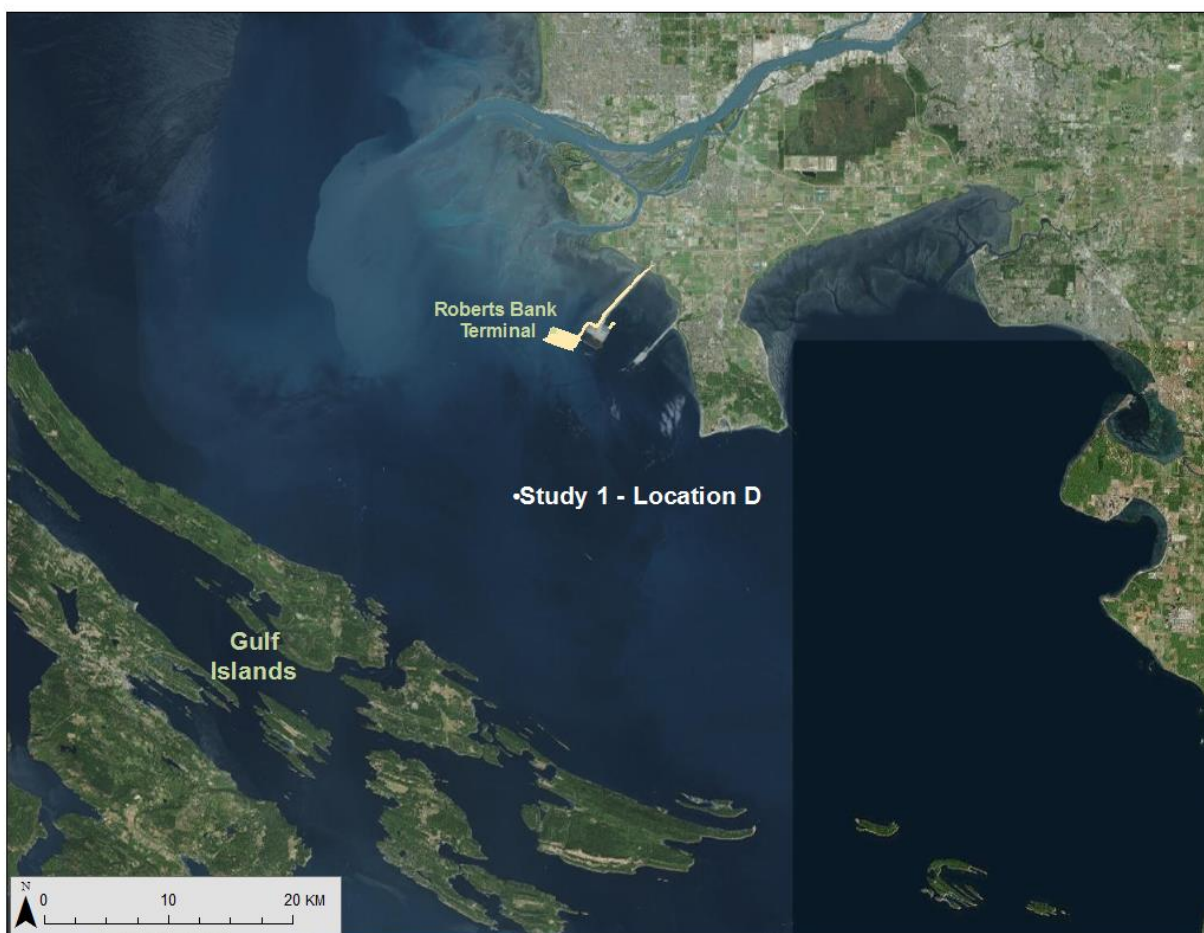 Roberts Bank
Terminal
•Study 1 - Location D
Gulf
Islands
N
0 10 20 KM